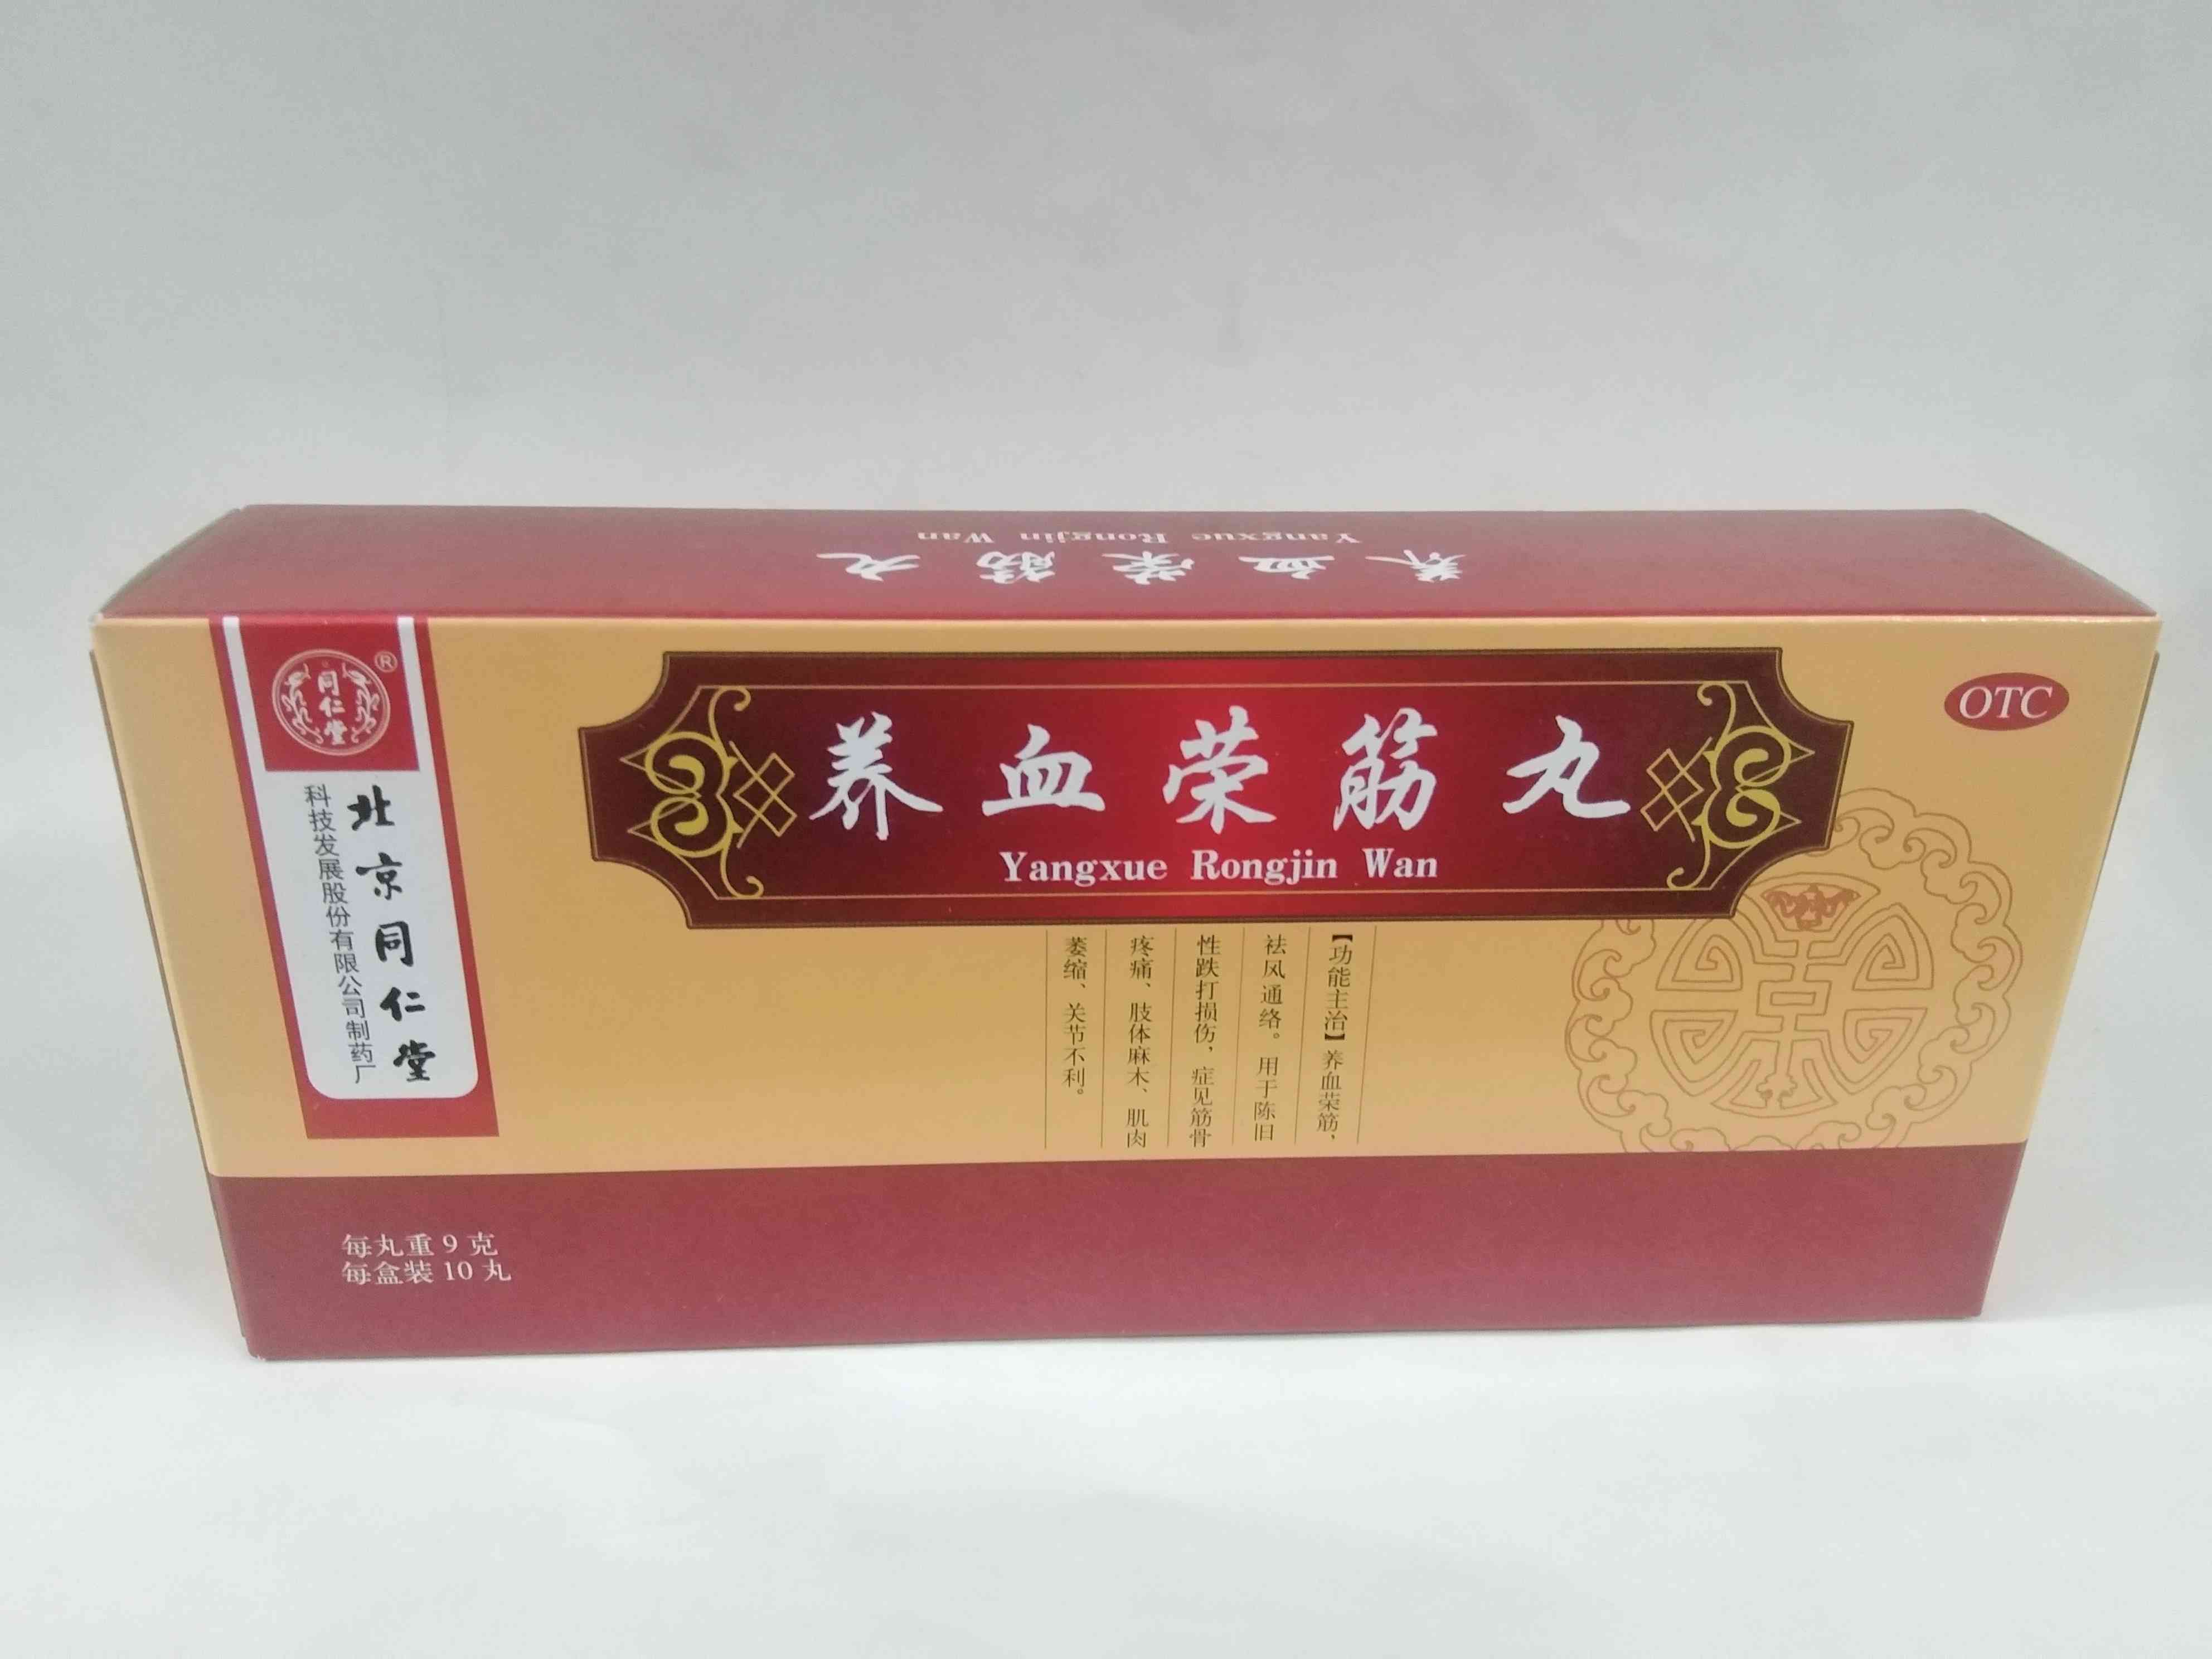 养血荣筋丸
Yangxue Rongjin Wan
同仁堂
®
北京同仁堂
科技发展股份有限公司制药厂
养血荣筋丸
Yangxue Rongjin Wan
OTC
【功能主治】养血荣筋、
祛风通络。用于陈旧
性跌打损伤，症见筋骨
疼痛、肢体麻木、肌肉
萎缩、关节不利。
每丸重 9 克
每盒装 10 丸